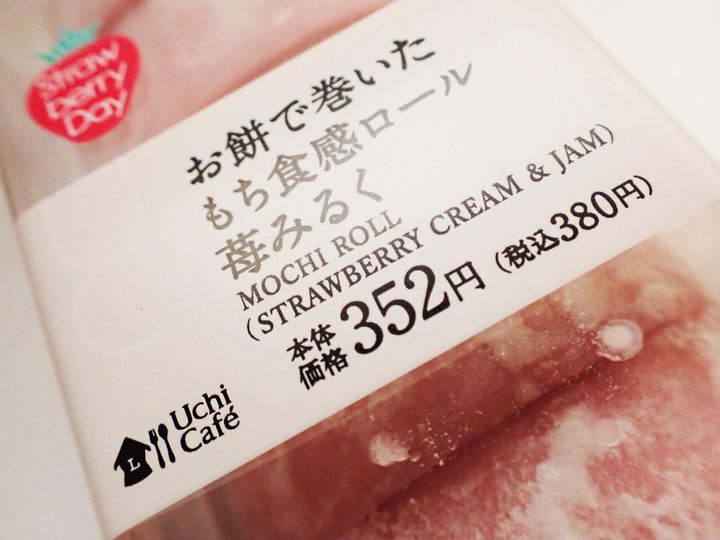 Straw
berry
Day
お餅で巻いた
もち食感ロール
苺みるく
MOCHI ROLL
(STRAWBERRY CREAM & JAM)
本体
価格352円(税込380円)
Uchi
Café
L